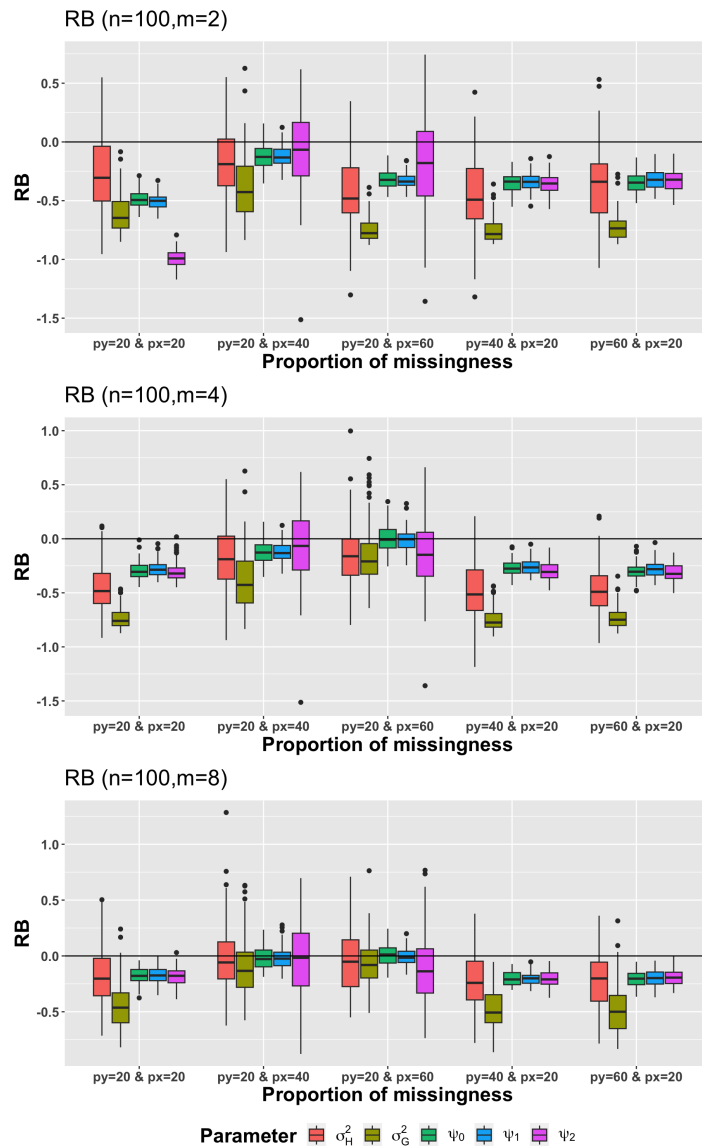 RB (n=100,m=2)
0.5
0.0
-0.5
-1.0
-1.5
RB
py=20 & px=20 py=20 & px=40 py=20 & px=60 py=40 & px=20 py=60 & px=20
Proportion of missingness
RB (n=100,m=4)
1.0
0.5
0.0
-0.5
-1.0
-1.5
RB
py=20 & px=20 py=20 & px=40 py=20 & px=60 py=40 & px=20 py=60 & px=20
Proportion of missingness
RB (n=100,m=8)
1.0
0.5
0.0
-0.5
RB
py=20 & px=20 py=20 & px=40 py=20 & px=60 py=40 & px=20 py=60 & px=20
Proportion of missingness
Parameter σ²_H σ²_G ψ₀ ψ₁ ψ₂